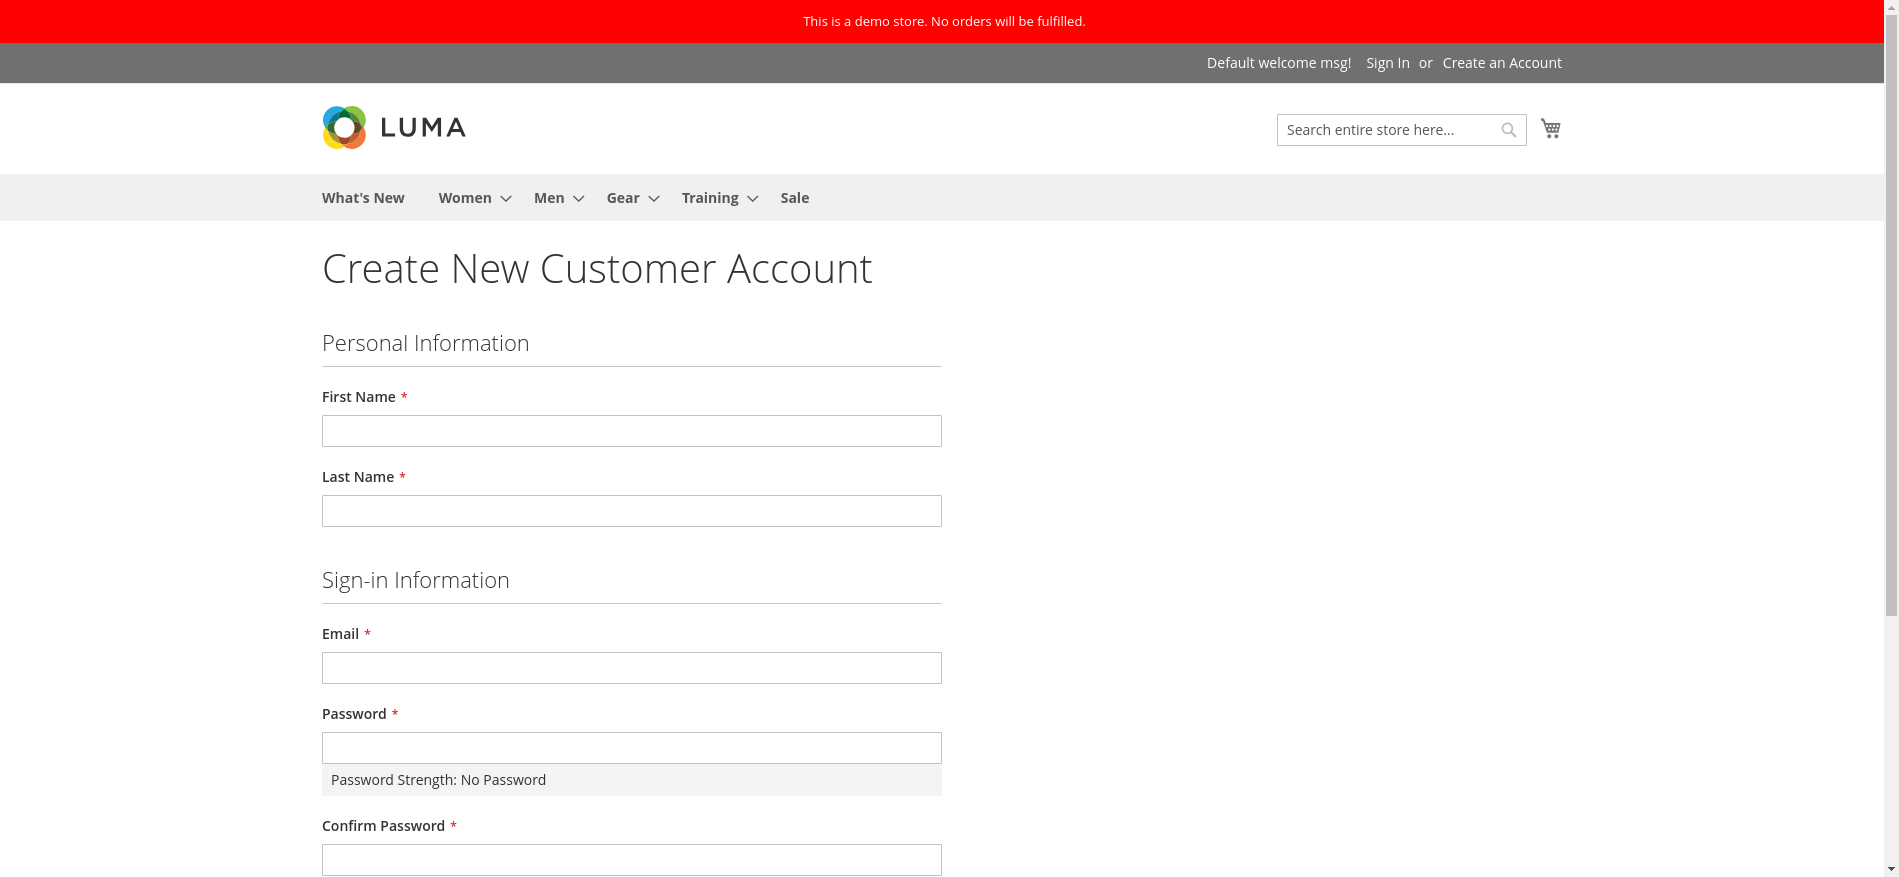 This is a demo store. No orders will be fulfilled.
Default welcome msg! Sign In or Create an Account
LUMA
Search entire store here...
What's New Women Men Gear Training Sale
Create New Customer Account
Personal Information
First Name *
Last Name *
Sign-in Information
Email *
Password *
Password Strength: No Password
Confirm Password *